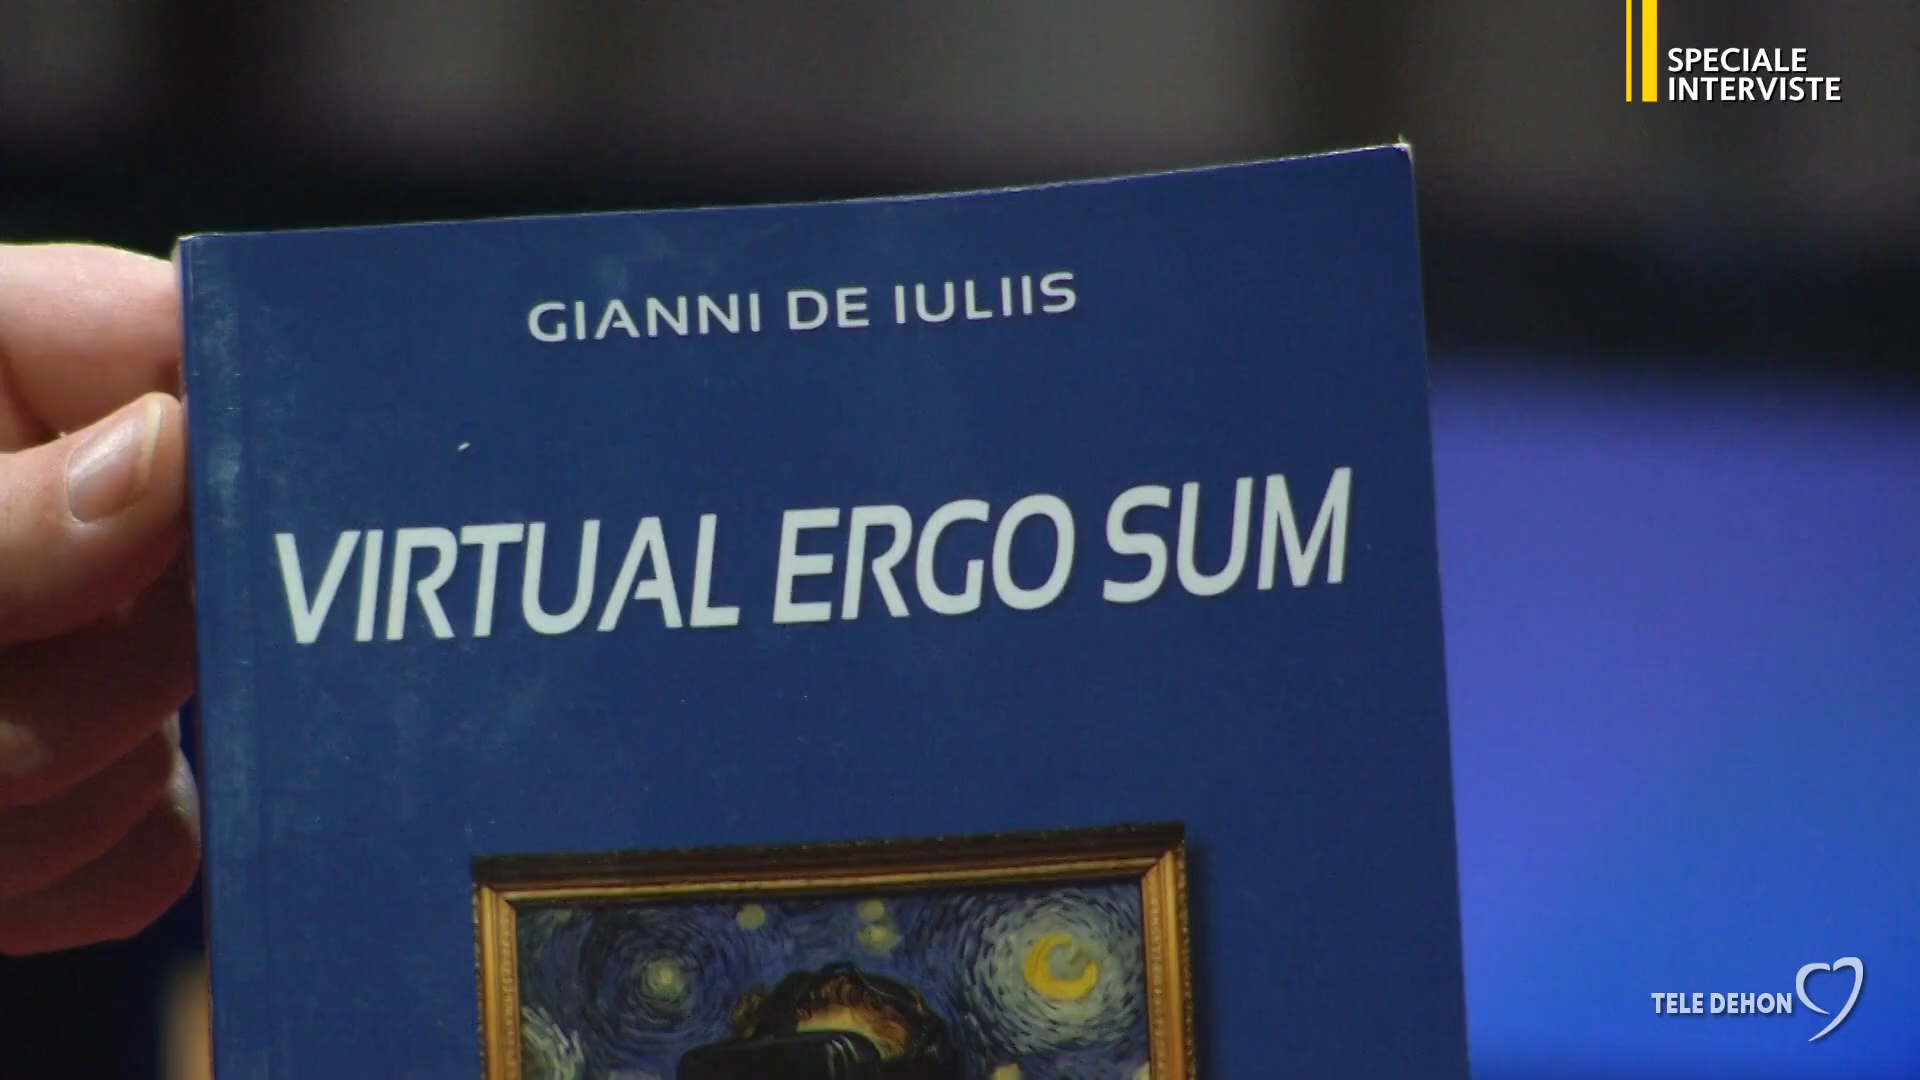 SPECIALE
INTERVISTE
GIANNI DE IULIIS
VIRTUAL ERGO SUM
TELE DEHON